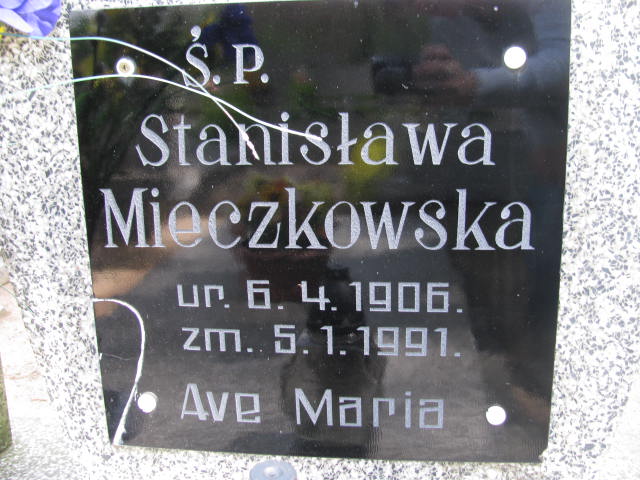 Ś.P.
Stanisława
Mieczkowska
ur. 6. 4. 1906.
zm. 5. 1. 1991.
Ave Maria